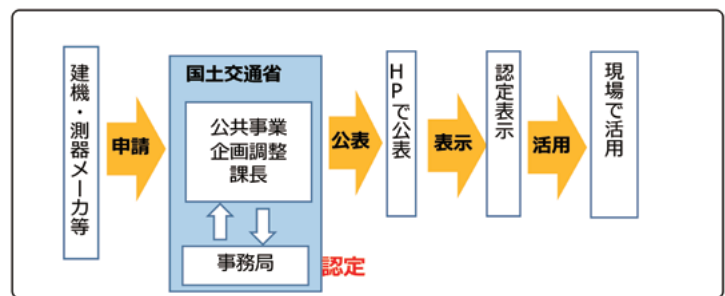 建機・測器メーカ等
申請
国土交通省
公共事業
企画調整
課長
事務局
認定
公表
HPで公表
表示
認定表示
活用
現場で活用